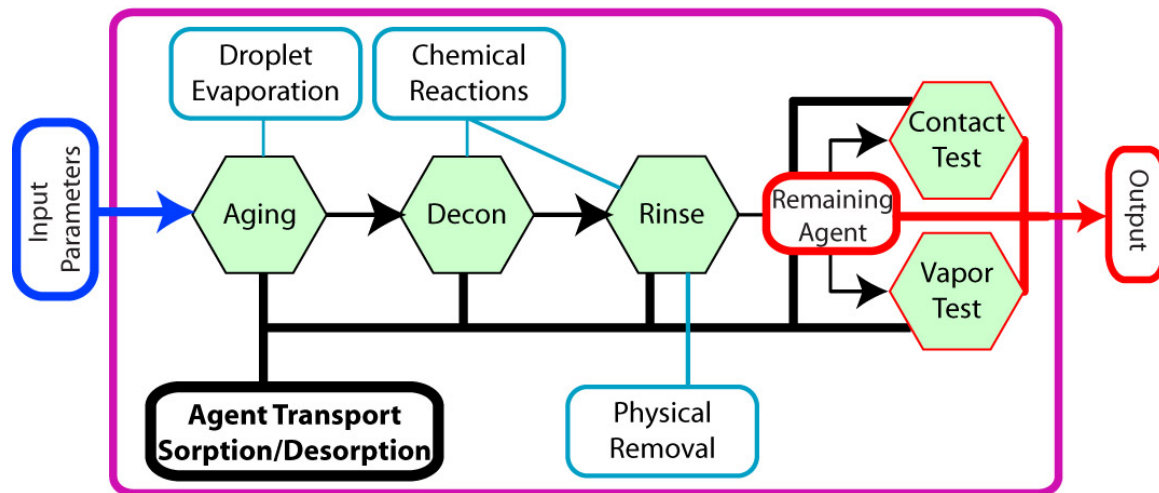 Droplet
Evaporation
Chemical
Reactions
Input
Parameters
Aging
Decon
Rinse
Remaining
Agent
Contact
Test
Vapor
Test
Output
Agent Transport
Sorption/Desorption
Physical
Removal